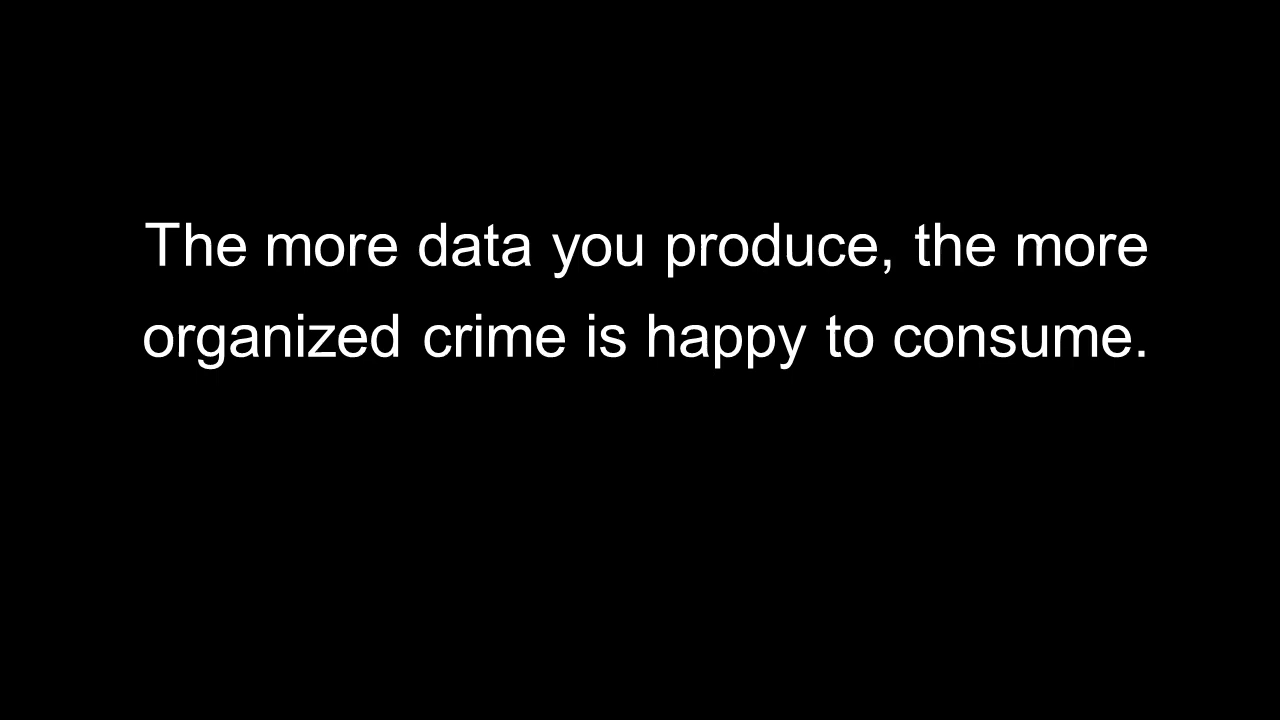 The more data you produce, the more
organized crime is happy to consume.